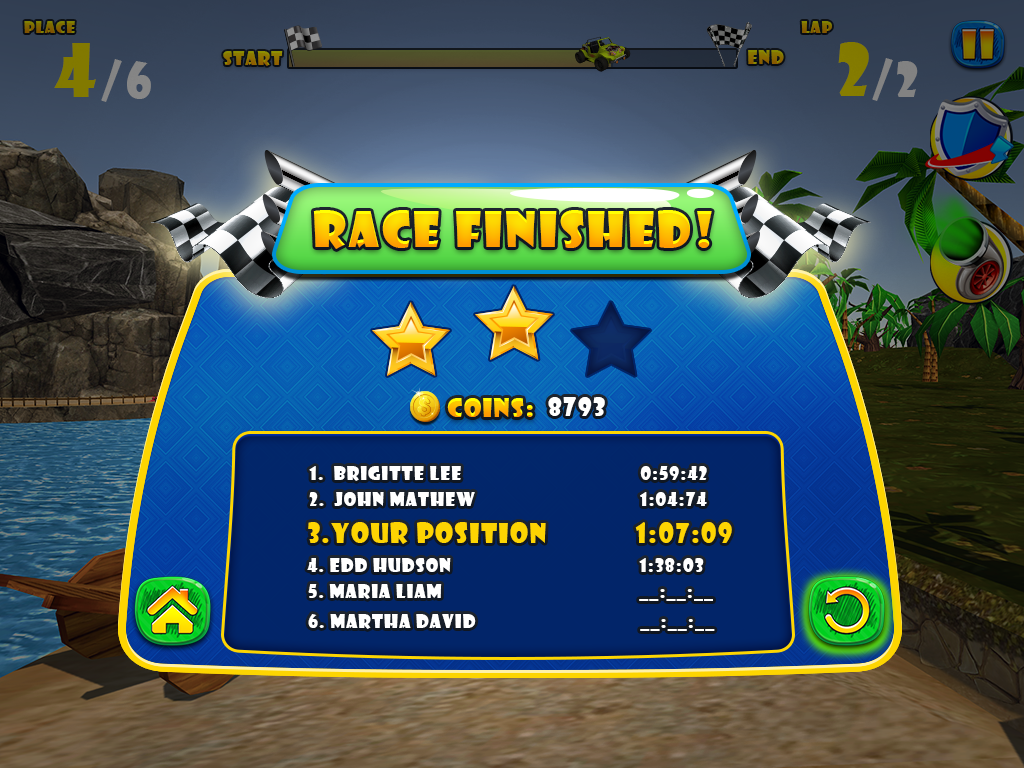 PLACE
4/6
START
END
LAP
2/2
RACE FINISHED!
COINS: 8793
1. BRIGITTE LEE 0:59:42
2. JOHN MATHEW 1:04:74
3.YOUR POSITION 1:07:09
4. EDD HUDSON 1:38:03
5. MARIA LIAM __:__:__
6. MARTHA DAVID __:__:__